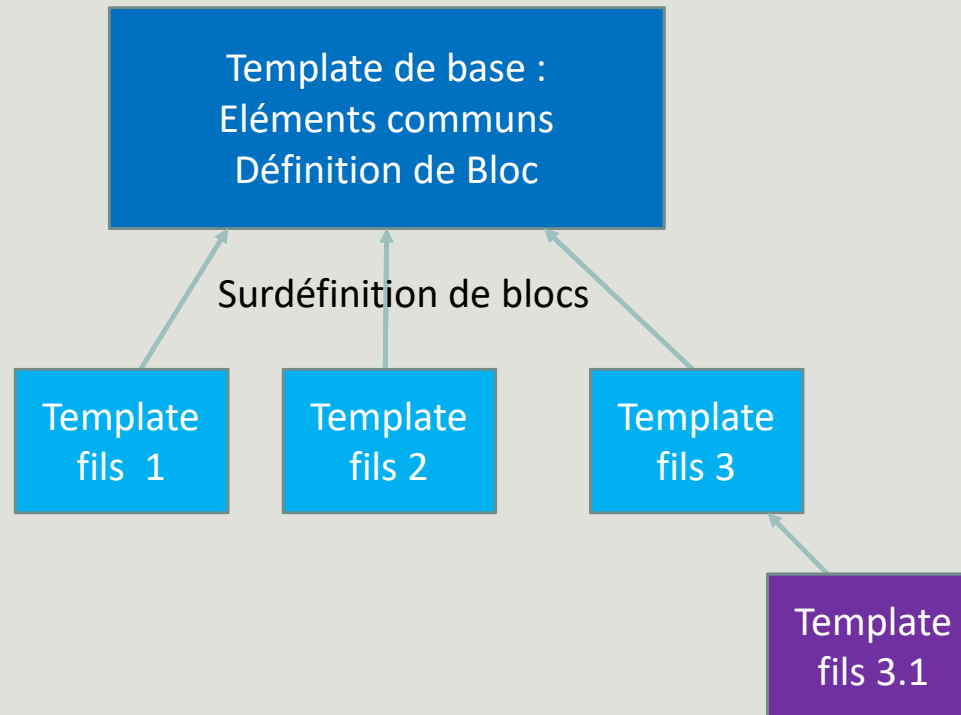 Template de base :
Eléments communs
Définition de Bloc
Surdéfinition de blocs
Template
fils 1
Template
fils 2
Template
fils 3
Template
fils 3.1